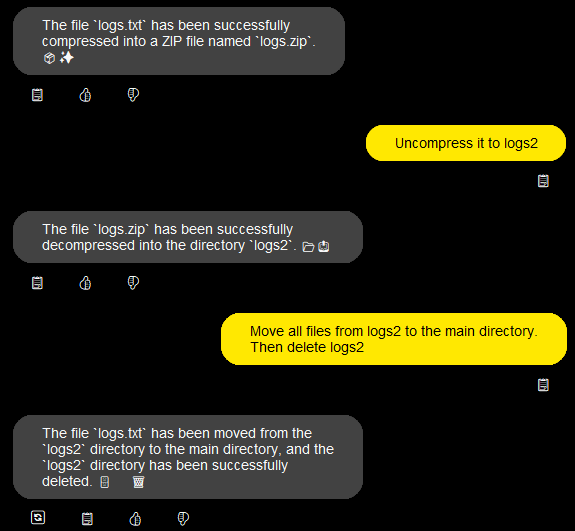 The file `logs.txt` has been successfully
compressed into a ZIP file named `logs.zip`.
📦✨
Uncompress it to logs2
The file `logs.zip` has been successfully
decompressed into the directory `logs2`. 📂📥
Move all files from logs2 to the main directory.
Then delete logs2
The file `logs.txt` has been moved from the
`logs2` directory to the main directory, and the
`logs2` directory has been successfully
deleted.